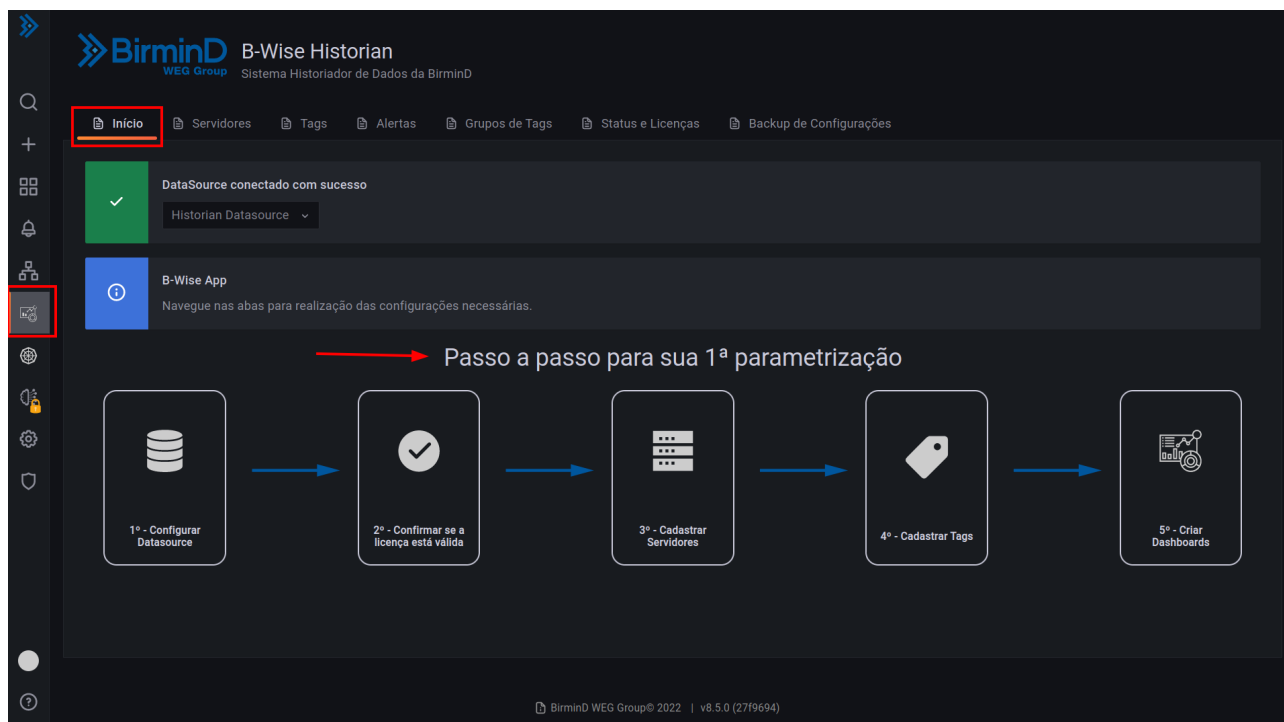 BirminD
WEG Group
B-Wise Historian
Sistema Historiador de Dados da BirminD
Início
Servidores
Tags
Alertas
Grupos de Tags
Status e Licenças
Backup de Configurações
DataSource conectado com sucesso
Historian Datasource
B-Wise App
Navegue nas abas para realização das configurações necessárias.
Passo a passo para sua 1ª parametrização
1º - Configurar
Datasource
2º - Confirmar se a
licença está válida
3º - Cadastrar
Servidores
4º - Cadastrar Tags
5º - Criar
Dashboards
BirminD WEG Group© 2022 | v8.5.0 (27f9694)